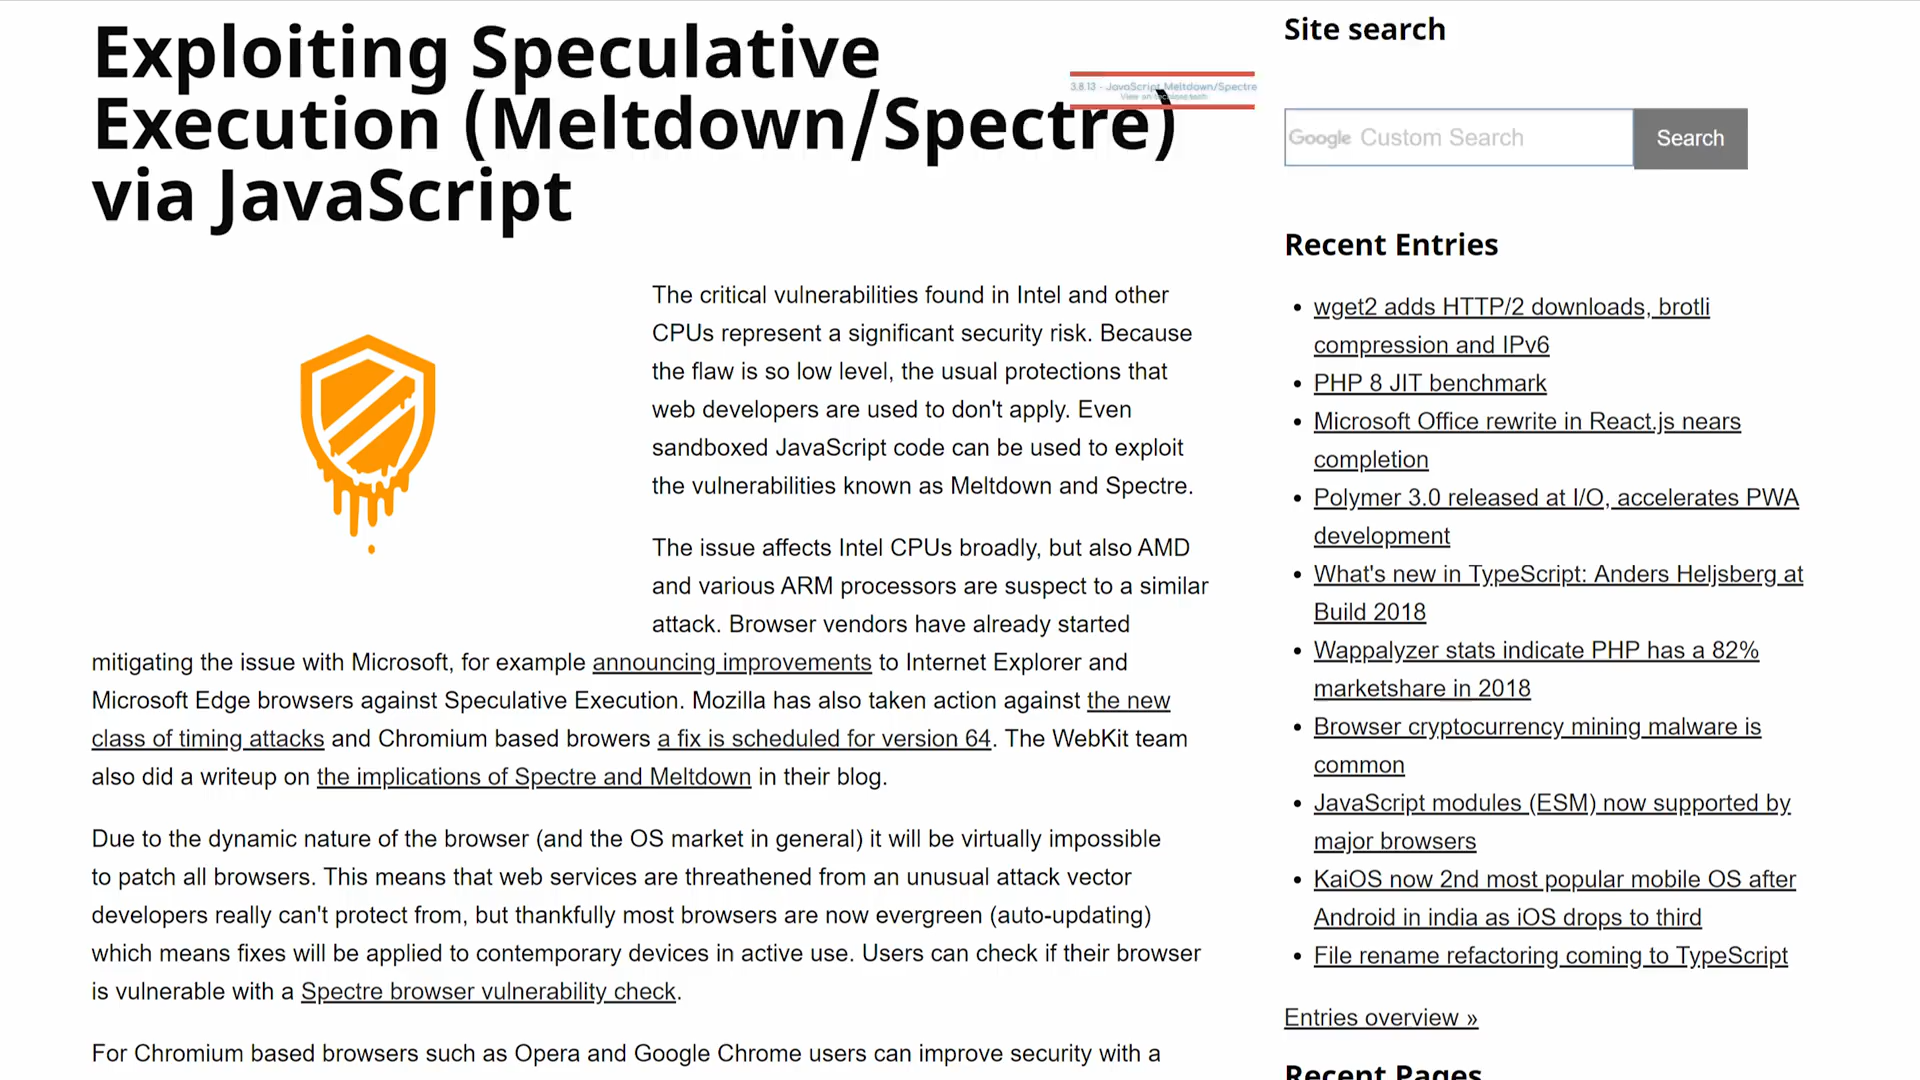 Exploiting Speculative
Execution (Meltdown/Spectre)
via JavaScript
3.8.13 - JavaScript Meltdown/Spectre
View on
The critical vulnerabilities found in Intel and other
CPUs represent a significant security risk. Because
the flaw is so low level, the usual protections that
web developers are used to don't apply. Even
sandboxed JavaScript code can be used to exploit
the vulnerabilities known as Meltdown and Spectre.
The issue affects Intel CPUs broadly, but also AMD
and various ARM processors are suspect to a similar
attack. Browser vendors have already started
mitigating the issue with Microsoft, for example announcing improvements to Internet Explorer and
Microsoft Edge browsers against Speculative Execution. Mozilla has also taken action against the new
class of timing attacks and Chromium based browers a fix is scheduled for version 64. The WebKit team
also did a writeup on the implications of Spectre and Meltdown in their blog.
Due to the dynamic nature of the browser (and the OS market in general) it will be virtually impossible
to patch all browsers. This means that web services are threathened from an unusual attack vector
developers really can't protect from, but thankfully most browsers are now evergreen (auto-updating)
which means fixes will be applied to contemporary devices in active use. Users can check if their browser
is vulnerable with a Spectre browser vulnerability check.
For Chromium based browsers such as Opera and Google Chrome users can improve security with a
Site search
Google Custom Search
Search
Recent Entries
wget2 adds HTTP/2 downloads, brotli
compression and IPv6
PHP 8 JIT benchmark
Microsoft Office rewrite in React.js nears
completion
Polymer 3.0 released at I/O, accelerates PWA
development
What's new in TypeScript: Anders Heljsberg at
Build 2018
Wappalyzer stats indicate PHP has a 82%
marketshare in 2018
Browser cryptocurrency mining malware is
common
JavaScript modules (ESM) now supported by
major browsers
KaiOS now 2nd most popular mobile OS after
Android in india as iOS drops to third
File rename refactoring coming to TypeScript
Entries overview »
Recent Pages